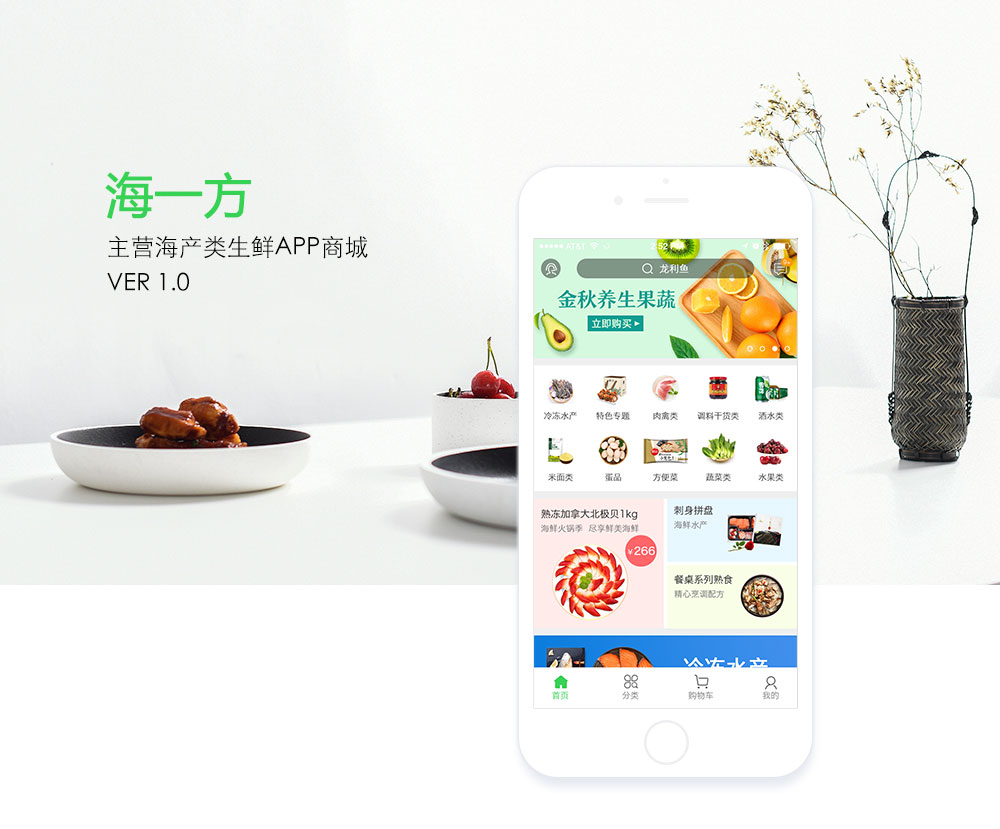 海一方
主营海产类生鲜APP商城
VER 1.0
AT&T
2:52 PM
龙利鱼
金秋养生果蔬
立即购买
冷冻水产 特色专题 肉禽类 调料干货类 酒水类
米面类 蛋品 方便菜 蔬菜类 水果类
熟冻加拿大北极贝1kg
海鲜火锅季 尽享鲜美海鲜
¥266
刺身拼盘
海鲜水产
餐桌系列熟食
精心烹调配方
冷冻水产
首页 分类 购物车 我的